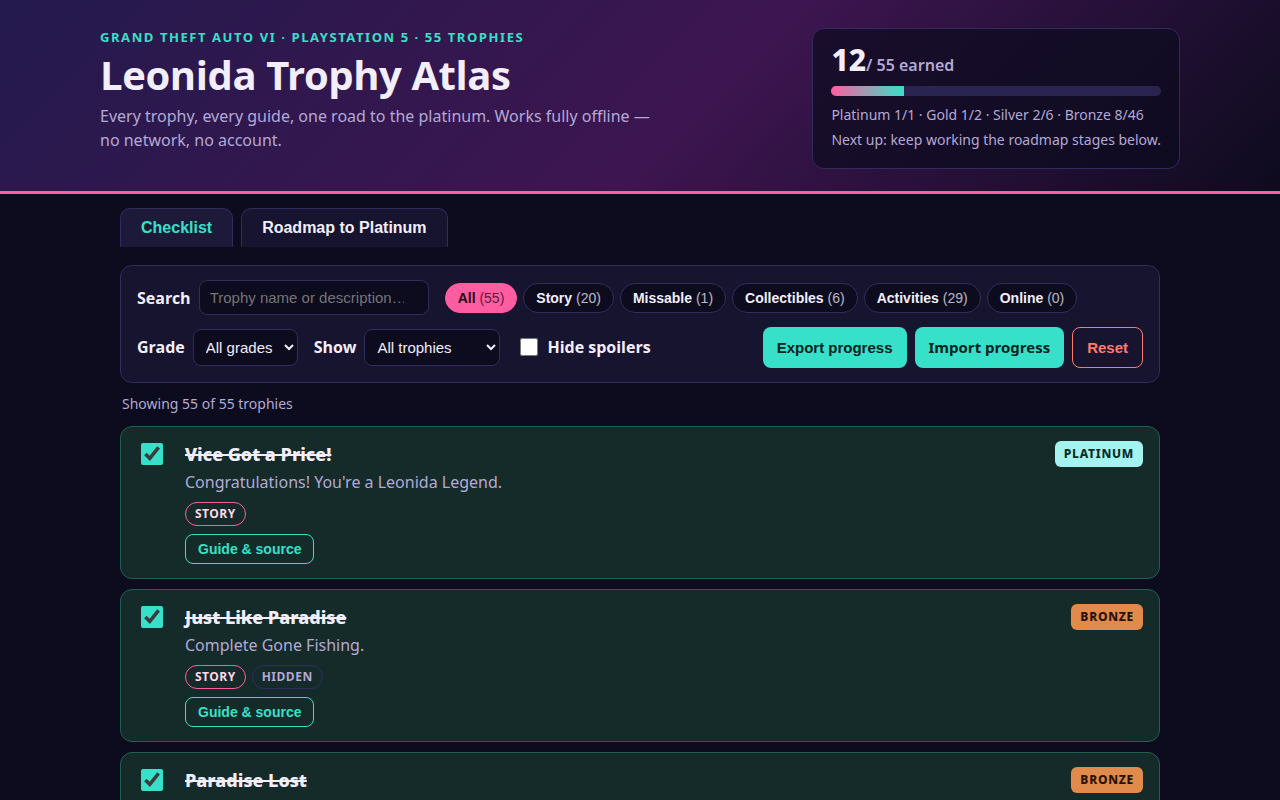 GRAND THEFT AUTO VI · PLAYSTATION 5 · 55 TROPHIES
Leonida Trophy Atlas
Every trophy, every guide, one road to the platinum. Works fully offline —
no network, no account.
12/ 55 earned
Platinum 1/1 · Gold 1/2 · Silver 2/6 · Bronze 8/46
Next up: keep working the roadmap stages below.
Checklist
Roadmap to Platinum
Search
Trophy name or description…
All (55)
Story (20)
Missable (1)
Collectibles (6)
Activities (29)
Online (0)
Grade
All grades
Show
All trophies
Hide spoilers
Export progress
Import progress
Reset
Showing 55 of 55 trophies
Vice Got a Price!
PLATINUM
Congratulations! You're a Leonida Legend.
STORY
Guide & source
Just Like Paradise
BRONZE
Complete Gone Fishing.
STORY
HIDDEN
Guide & source
Paradise Lost
BRONZE